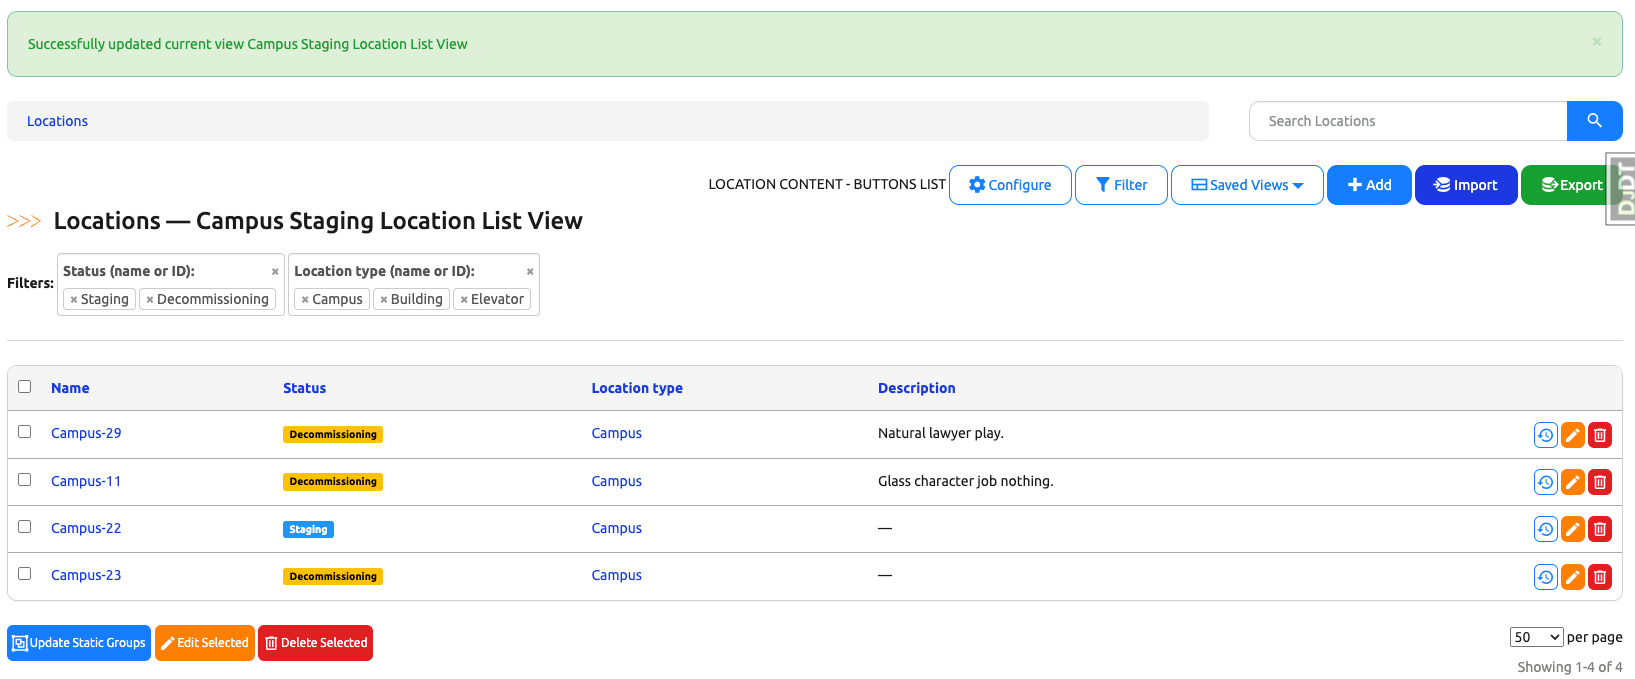 Successfully updated current view Campus Staging Location List View
×
Locations
Search Locations
LOCATION CONTENT - BUTTONS LIST Configure Filter Saved Views Add Import Export
DJDT
>>> Locations — Campus Staging Location List View
Filters:
Status (name or ID): ×
× Staging × Decommissioning
Location type (name or ID): ×
× Campus × Building × Elevator
Name Status Location type Description
Campus-29 Decommissioning Campus Natural lawyer play.
Campus-11 Decommissioning Campus Glass character job nothing.
Campus-22 Staging Campus —
Campus-23 Decommissioning Campus —
Update Static Groups Edit Selected Delete Selected
50 per page
Showing 1-4 of 4